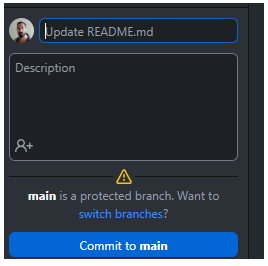 Update README.md
Description
main is a protected branch. Want to
switch branches?
Commit to main